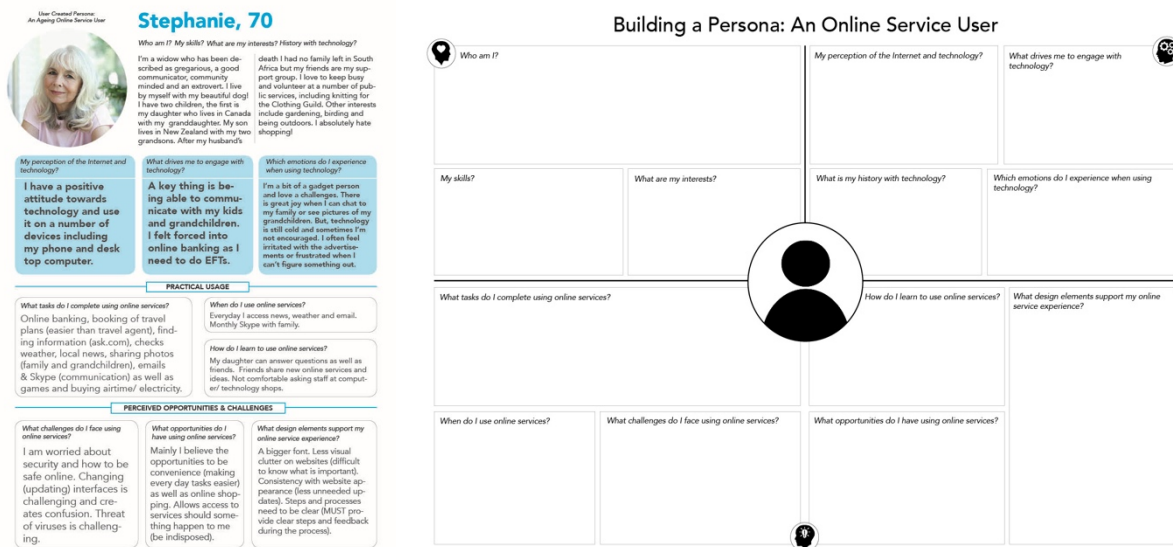 User Created Persona:
An Ageing Online Service User
Stephanie, 70
Who am I? My skills? What are my interests? History with technology?
I'm a widow who has been de-
scribed as gregarious, a good
communicator, community
minded and an extrovert. I live
by myself with my beautiful dog!
I have two children, the first is
my daughter who lives in Canada
with my granddaughter. My son
lives in New Zealand with my two
grandsons. After my husband's
death I had no family left in South
Africa but my friends are my sup-
port group. I love to keep busy
and volunteer at a number of pub-
lic services, including knitting for
the Clothing Guild. Other interests
include gardening, birding and
being outdoors. I absolutely hate
shopping!
My perception of the Internet and
technology?
I have a positive
attitude towards
technology and use
it on a number of
devices including
my phone and desk
top computer.
What drives me to engage with
technology?
A key thing is be-
ing able to commu-
nicate with my kids
and grandchildren.
I felt forced into
online banking as I
need to do EFTs.
Which emotions do I experience
when using technology?
I'm a bit of a gadget person
and love a challenges. There
is great joy when I can chat to
my family or see pictures of my
grandchildren. But, technology
is still cold and sometimes I'm
not encouraged. I often feel
irritated with the advertise-
ments or frustrated when I
can't figure something out.
PRACTICAL USAGE
What tasks do I complete using online services?
Online banking, booking of travel
plans (easier than travel agent), find-
ing information (ask.com), checks
weather, local news, sharing photos
(family and grandchildren), emails
& Skype (communication) as well as
games and buying airtime/ electricity.
When do I use online services?
Everyday I access news, weather and email.
Monthly Skype with family.
How do I learn to use online services?
My daughter can answer questions as well as
friends. Friends share new online services and
ideas. Not comfortable asking staff at comput-
er/ technology shops.
PERCEIVED OPPORTUNITIES & CHALLENGES
What challenges do I face using
online services?
I am worried about
security and how to be
safe online. Changing
(updating) interfaces is
challenging and cre-
ates confusion. Threat
of viruses is challeng-
ing.
What opportunities do I
have using online services?
Mainly I believe the
opportunities to be
convenience (making
every day tasks easier)
as well as online shop-
ping. Allows access to
services should some-
thing happen to me
(be indisposed).
What design elements support my
online service experience?
A bigger font. Less visual
clutter on websites (difficult
to know what is important).
Consistency with website ap-
pearance (less unneeded up-
dates). Steps and processes
need to be clear (MUST pro-
vide clear steps and feedback
during the process).
Building a Persona: An Online Service User
Who am I?
My perception of the Internet and technology?
What drives me to engage with
technology?
My skills?
What are my interests?
What is my history with technology?
Which emotions do I experience when using
technology?
What tasks do I complete using online services?
How do I learn to use online services?
What design elements support my online
service experience?
When do I use online services?
What challenges do I face using online services?
What opportunities do I have using online services?